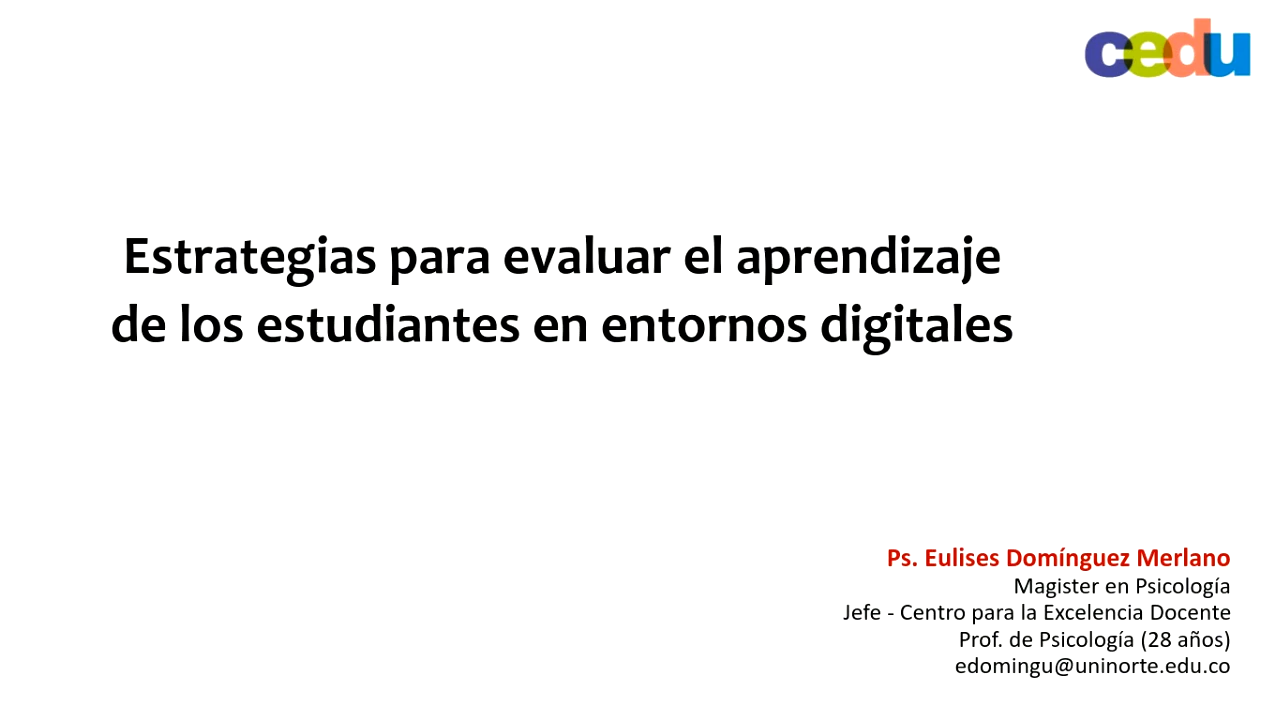 cedu
Estrategias para evaluar el aprendizaje
de los estudiantes en entornos digitales
Ps. Eulises Domínguez Merlano
Magister en Psicología
Jefe - Centro para la Excelencia Docente
Prof. de Psicología (28 años)
edomingu@uninorte.edu.co